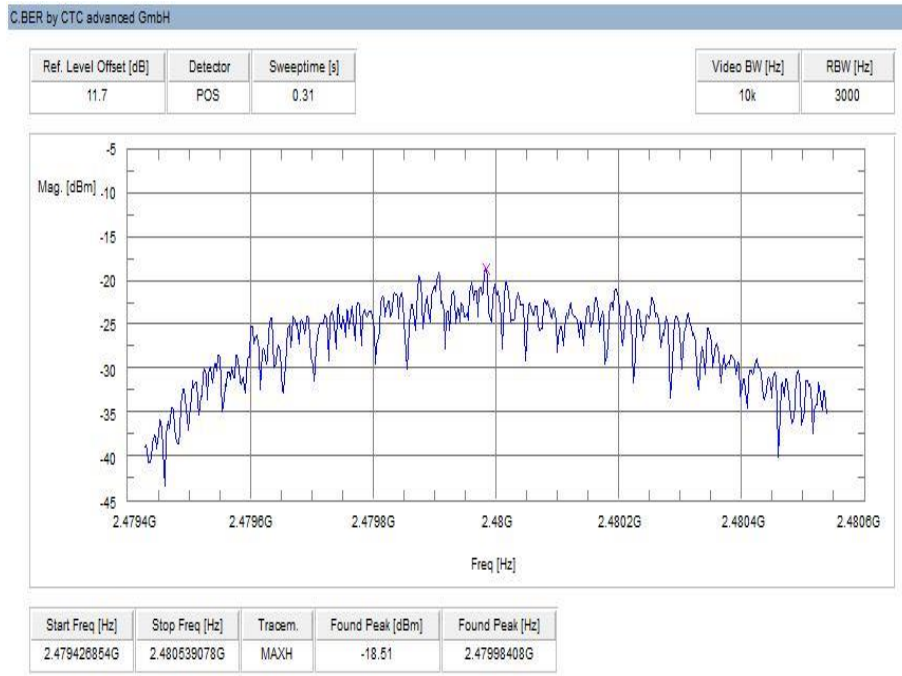 C.BER by CTC advanced GmbH
Ref. Level Offset [dB] Detector Sweeptime [s] Video BW [Hz] RBW [Hz]
11.7 POS 0.31 10k 3000
-5
Mag. [dBm] -10
-15
-20
-25
-30
-35
-40
-45
2.4794G 2.4796G 2.4798G 2.48G 2.4802G 2.4804G 2.4806G
Freq [Hz]
Start Freq [Hz] Stop Freq [Hz] Tracem. Found Peak [dBm] Found Peak [Hz]
2.479426854G 2.480539078G MAXH -18.51 2.47998408G